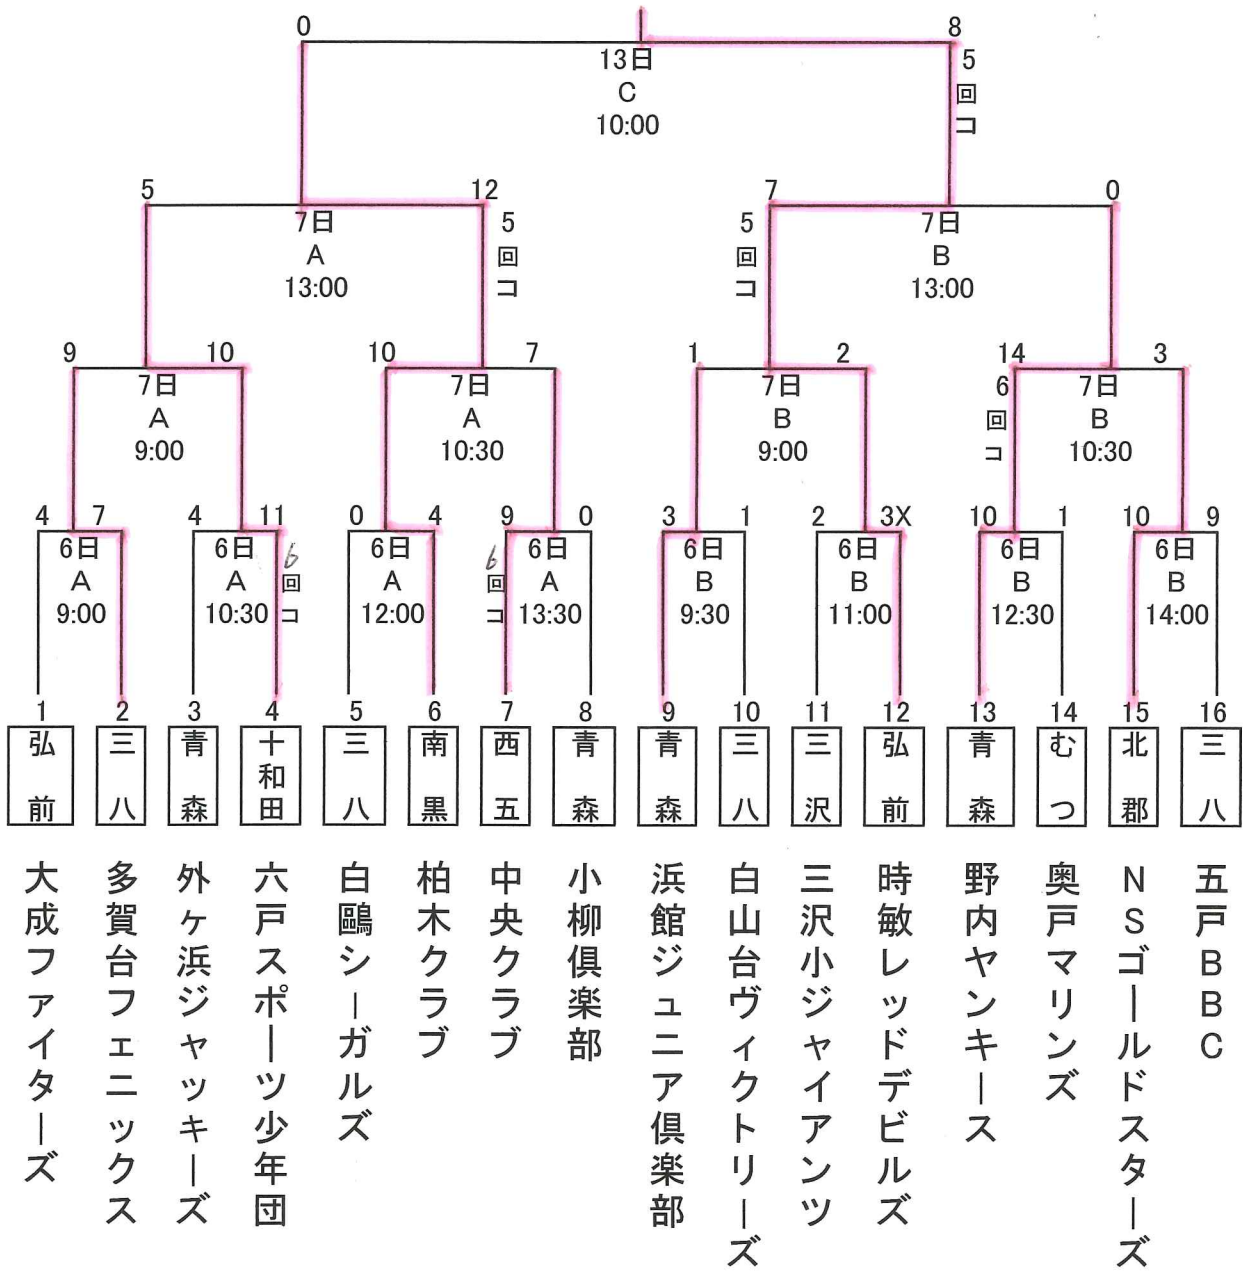 0 8
13日 5
C 回
10:00 コ
5 12 7 0
7日 5 5 7日
A 回 回 B
13:00 コ コ 13:00
9 10 10 7 1 2 14 3
7日 7日 7日 6 7日
A A B 回 B
9:00 10:30 9:00 コ 10:30
4 7 4 11 0 4 9 0 3 1 2 3X 10 1 10 9
6日 6日 6 6日 6 6日 6日 6日 6日 6日
A A 回 A 回 A B B B B
9:00 10:30 コ 12:00 コ 13:30 9:30 11:00 12:30 14:00
1 2 3 4 5 6 7 8 9 10 11 12 13 14 15 16
弘前
三八
青森
十和田
三八
南黒
西五
青森
青森
三八
三沢
弘前
青森
むつ
北郡
三八
大成ファイターズ
多賀台フェニックス
外ヶ浜ジャッキーズ
六戸スポーツ少年団
白鷗シーガルズ
柏木クラブ
中央クラブ
小柳倶楽部
浜館ジュニア倶楽部
白山台ヴィクトリーズ
三沢小ジャイアンツ
時敏レッドデビルズ
野内ヤンキース
奥戸マリンズ
NSゴールドスターズ
五戸BBC